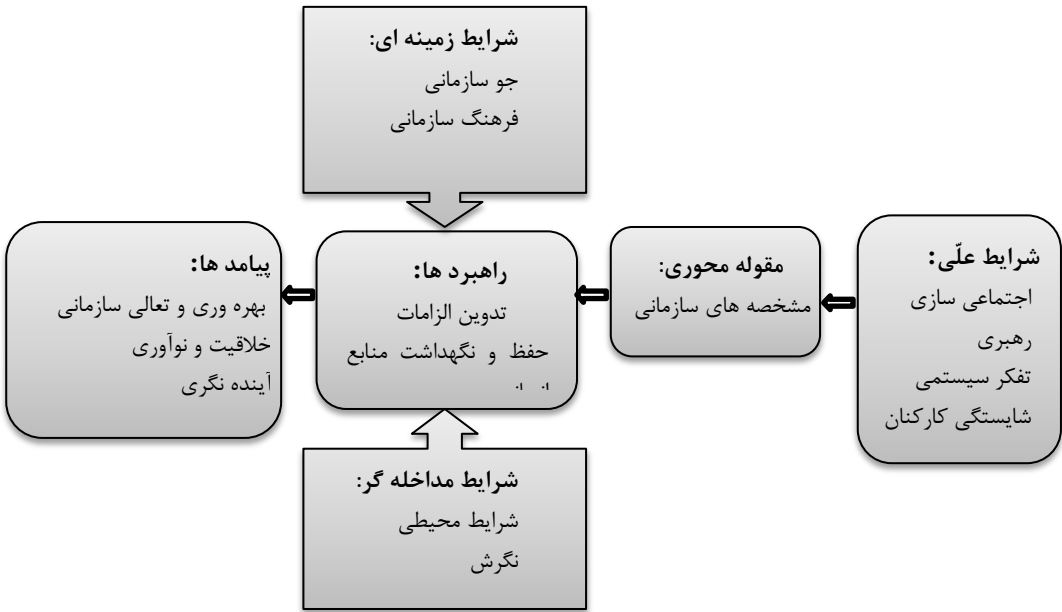 شرایط زمینه ای:
جو سازمانی
فرهنگ سازمانی
شرایط علّی:
اجتماعی سازی
رهبری
تفکر سیستمی
شایستگی کارکنان
مقوله محوری:
مشخصه های سازمانی
راهبرد ها:
تدوین الزامات
حفظ و نگهداشت منابع
پیامد ها:
بهره وری و تعالی سازمانی
خلاقیت و نوآوری
آینده نگری
شرایط مداخله گر:
شرایط محیطی
نگرش